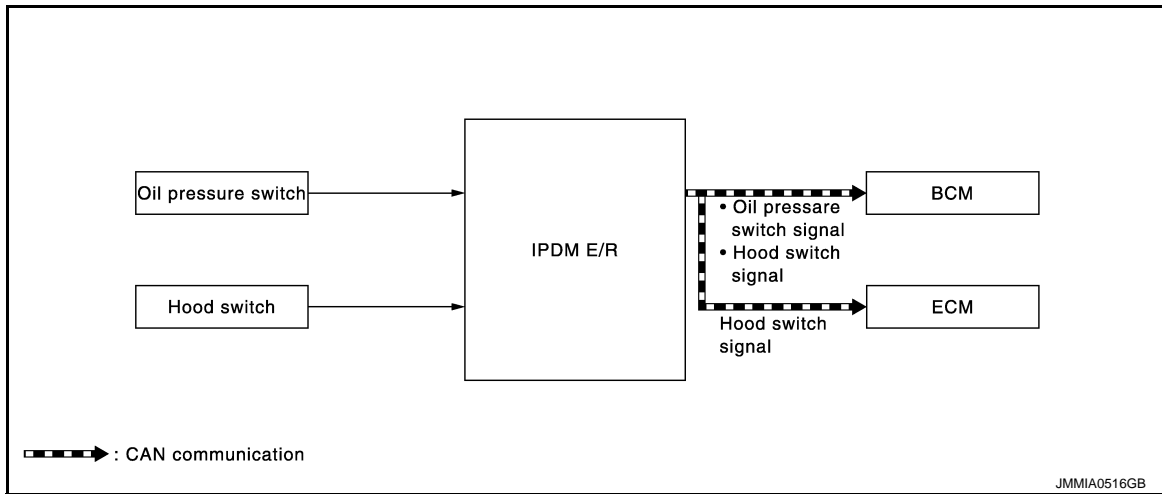 Oil pressure switch
Hood switch
IPDM E/R
• Oil pressare
switch signal
• Hood switch
signal
Hood switch
signal
BCM
ECM
: CAN communication
JMMIA0516GB